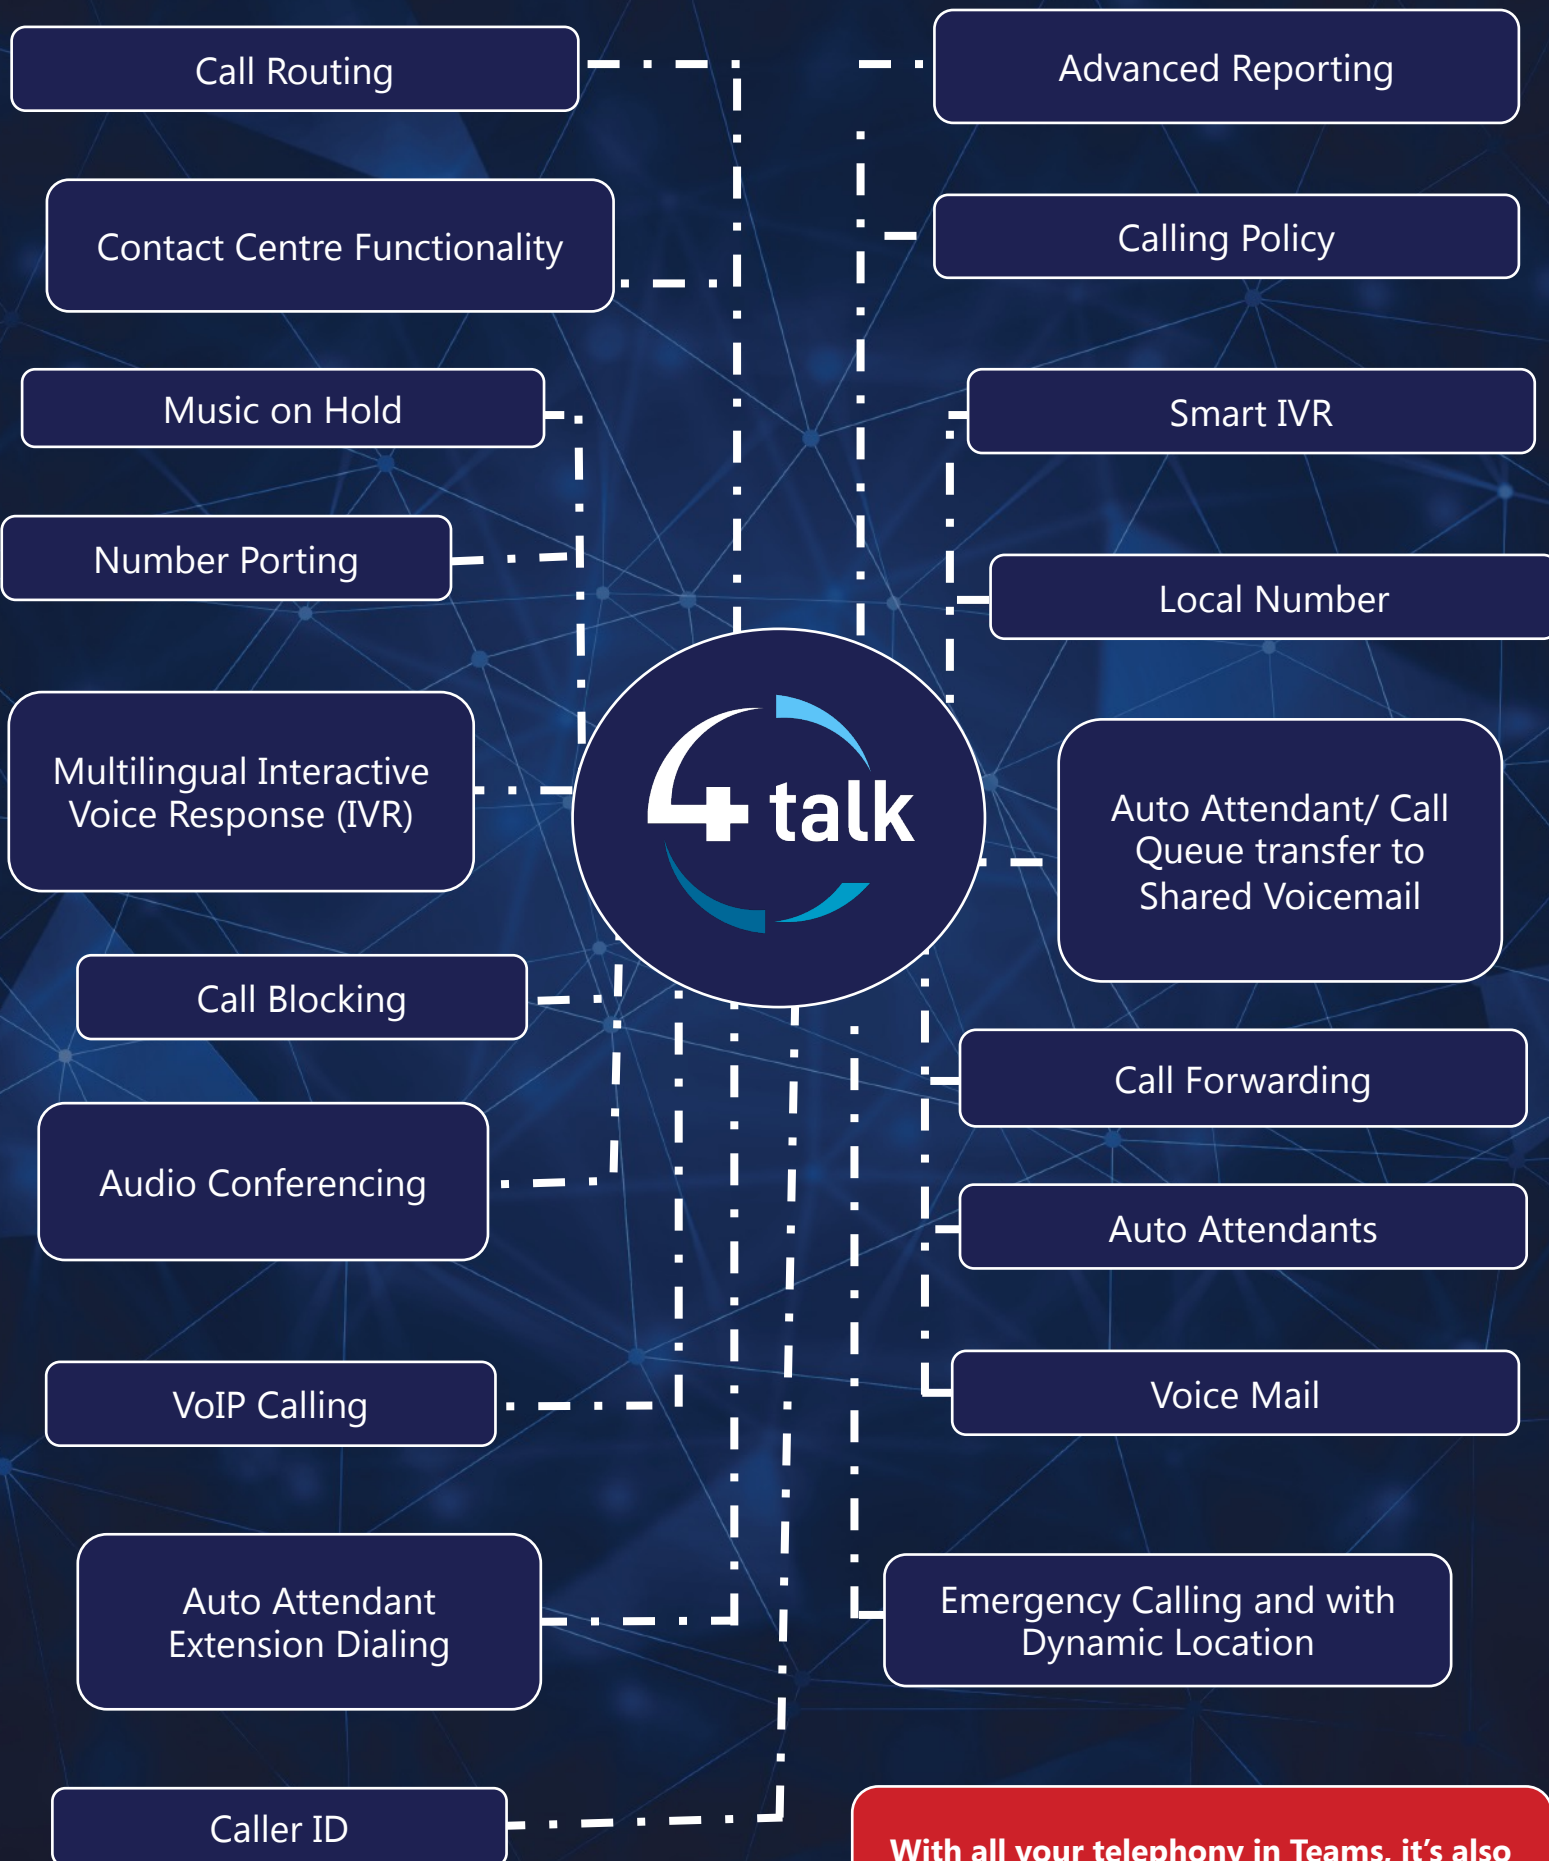 Call Routing
Contact Centre Functionality
Music on Hold
Number Porting
Multilingual Interactive
Voice Response (IVR)
Call Blocking
Audio Conferencing
VoIP Calling
Auto Attendant
Extension Dialing
Caller ID
4 talk
Advanced Reporting
Calling Policy
Smart IVR
Local Number
Auto Attendant/ Call
Queue transfer to
Shared Voicemail
Call Forwarding
Auto Attendants
Voice Mail
Emergency Calling and with
Dynamic Location
With all your telephony in Teams, it's also